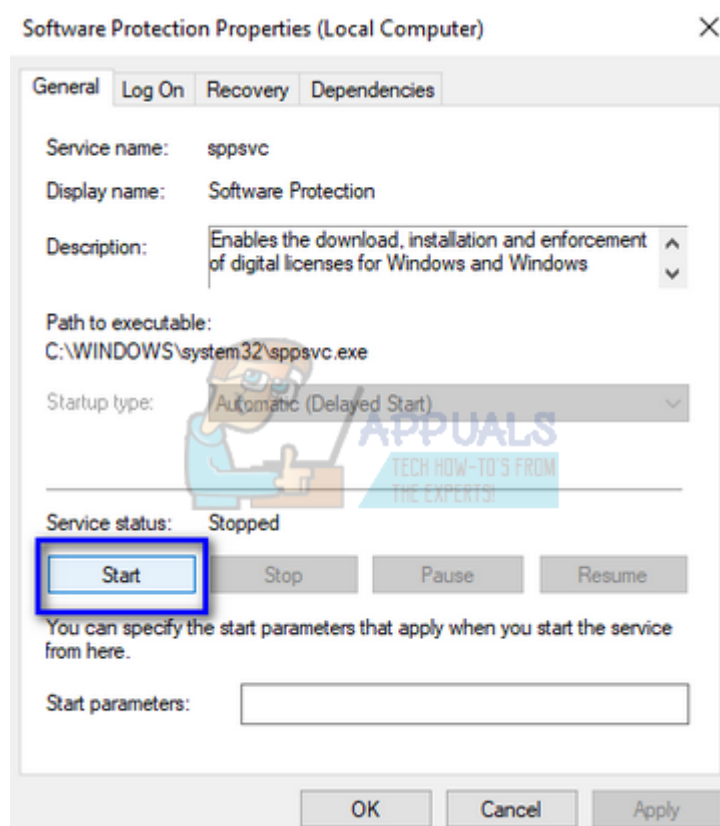 Software Protection Properties (Local Computer)
General Log On Recovery Dependencies
Service name: sppsvc
Display name: Software Protection
Description: Enables the download, installation and enforcement
of digital licenses for Windows and Windows
Path to executable:
C:\WINDOWS\system32\sppsvc.exe
Startup type: Automatic (Delayed Start)
APPUALS
TECH HOW-TO'S FROM
THE EXPERTS!
Service status: Stopped
Start Stop Pause Resume
You can specify the start parameters that apply when you start the service
from here.
Start parameters:
OK Cancel Apply